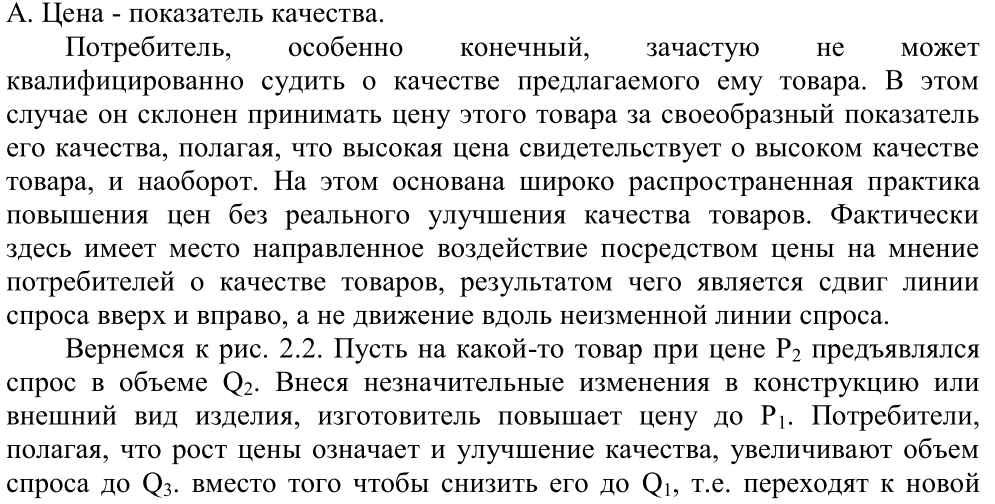 А. Цена - показатель качества.
Потребитель, особенно конечный, зачастую не может
квалифицированно судить о качестве предлагаемого ему товара. В этом
случае он склонен принимать цену этого товара за своеобразный показатель
его качества, полагая, что высокая цена свидетельствует о высоком качестве
товара, и наоборот. На этом основана широко распространенная практика
повышения цен без реального улучшения качества товаров. Фактически
здесь имеет место направленное воздействие посредством цены на мнение
потребителей о качестве товаров, результатом чего является сдвиг линии
спроса вверх и вправо, а не движение вдоль неизменной линии спроса.
Вернемся к рис. 2.2. Пусть на какой-то товар при цене P₂ предъявлялся
спрос в объеме Q₂. Внеся незначительные изменения в конструкцию или
внешний вид изделия, изготовитель повышает цену до P₁. Потребители,
полагая, что рост цены означает и улучшение качества, увеличивают объем
спроса до Q₃. вместо того чтобы снизить его до Q₁, т.е. переходят к новой